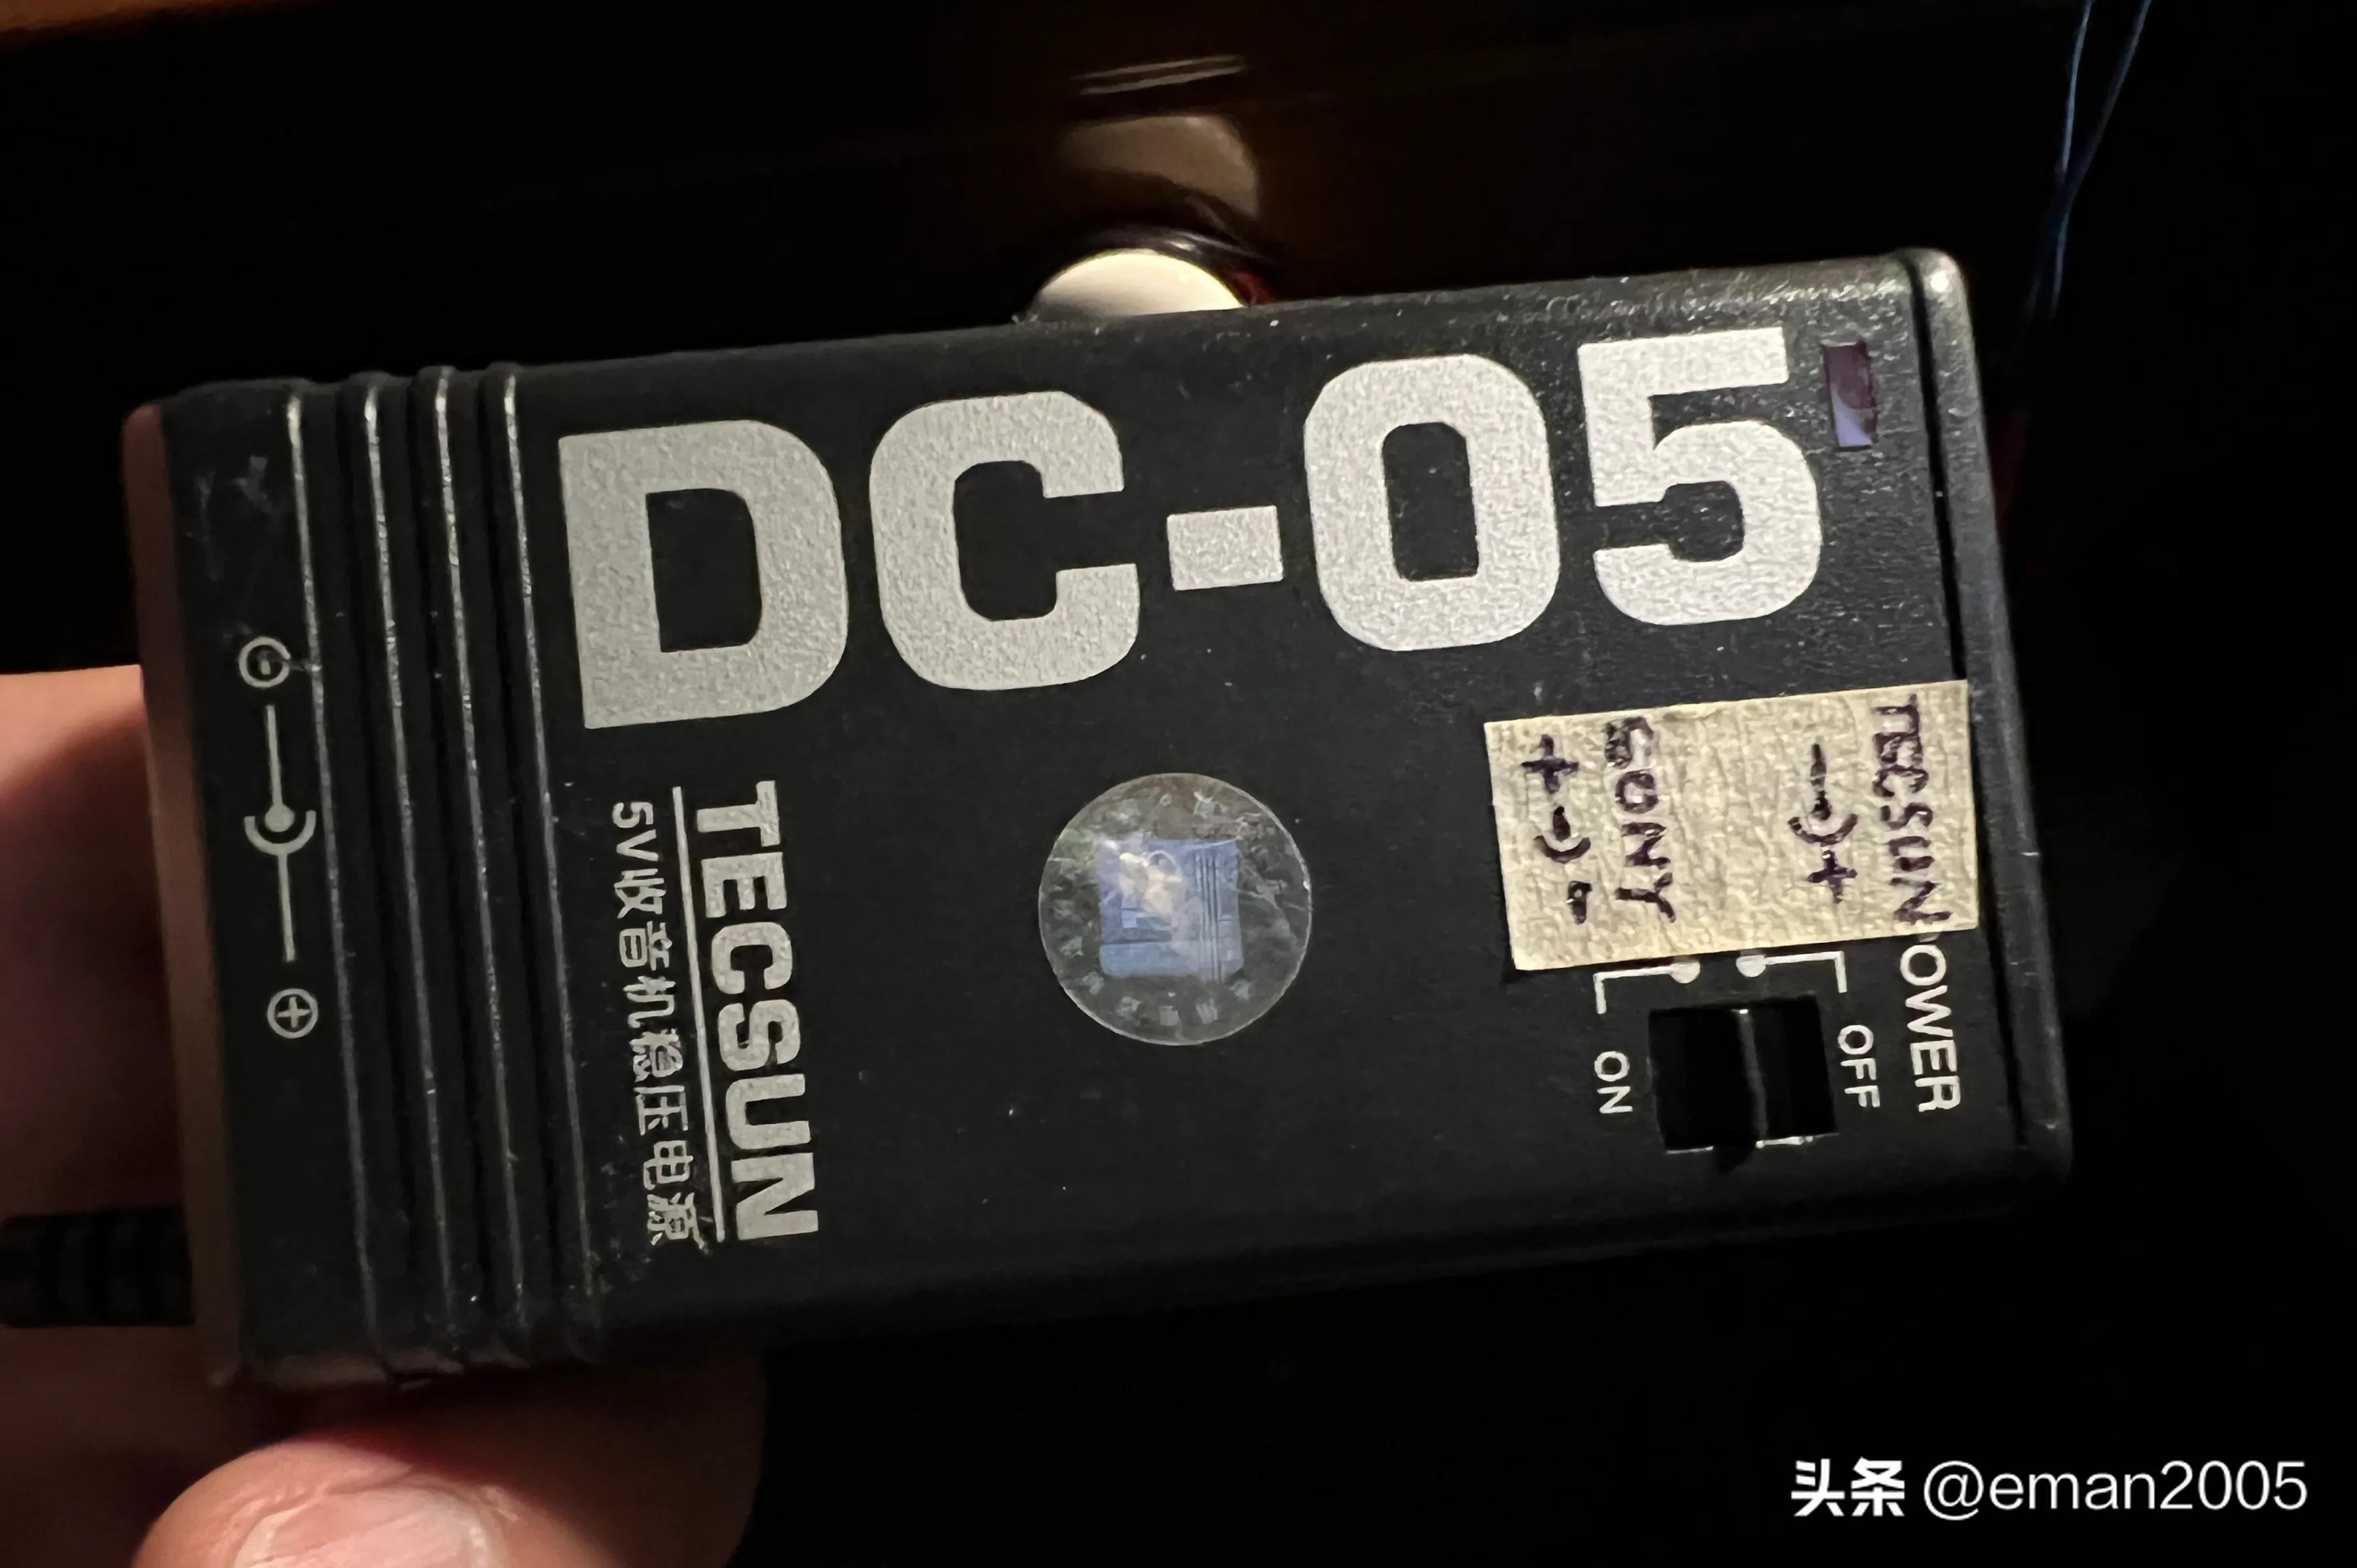 DC-05
TECSUN
5V收音机稳压电源
TECSUN
- +
SONY
+ -
OWER
OFF
ON
- +
头条 @eman2005